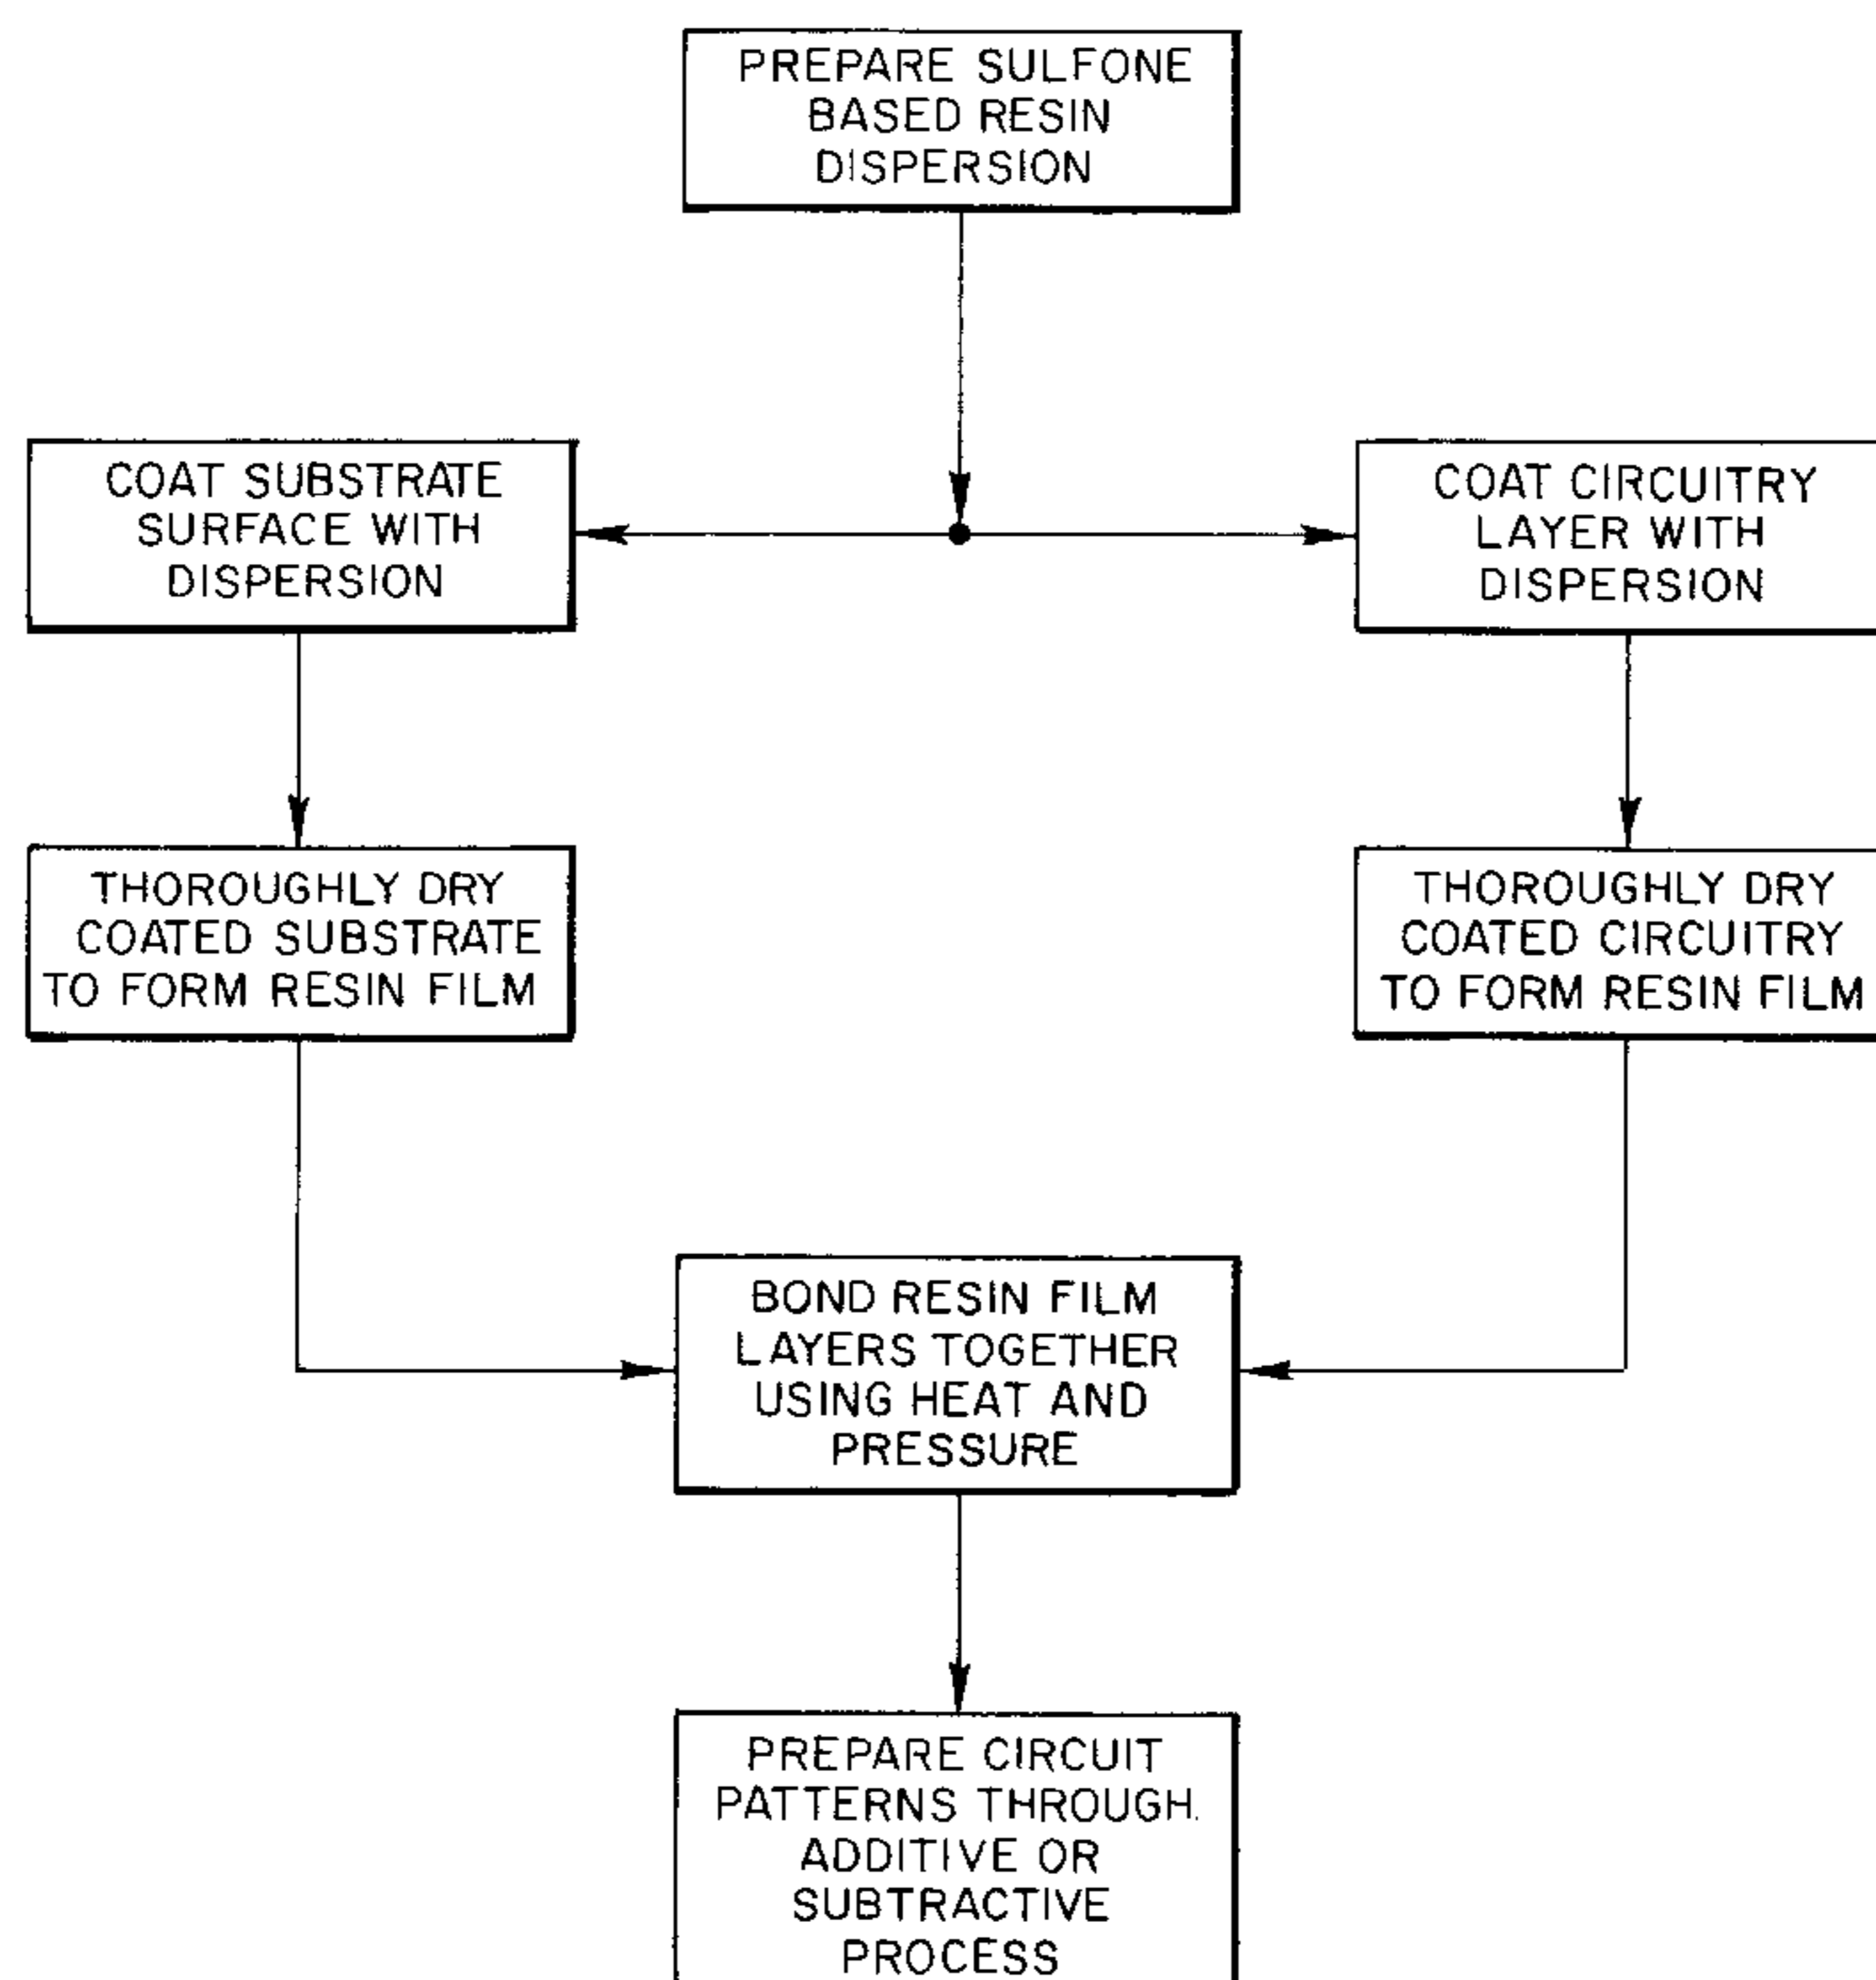 PREPARE SULFONE
BASED RESIN
DISPERSION
COAT SUBSTRATE
SURFACE WITH
DISPERSION
COAT CIRCUITRY
LAYER WITH
DISPERSION
THOROUGHLY DRY
COATED SUBSTRATE
TO FORM RESIN FILM
THOROUGHLY DRY
COATED CIRCUITRY
TO FORM RESIN FILM
BOND RESIN FILM
LAYERS TOGETHER
USING HEAT AND
PRESSURE
PREPARE CIRCUIT
PATTERNS THROUGH
ADDITIVE OR
SUBTRACTIVE
PROCESS